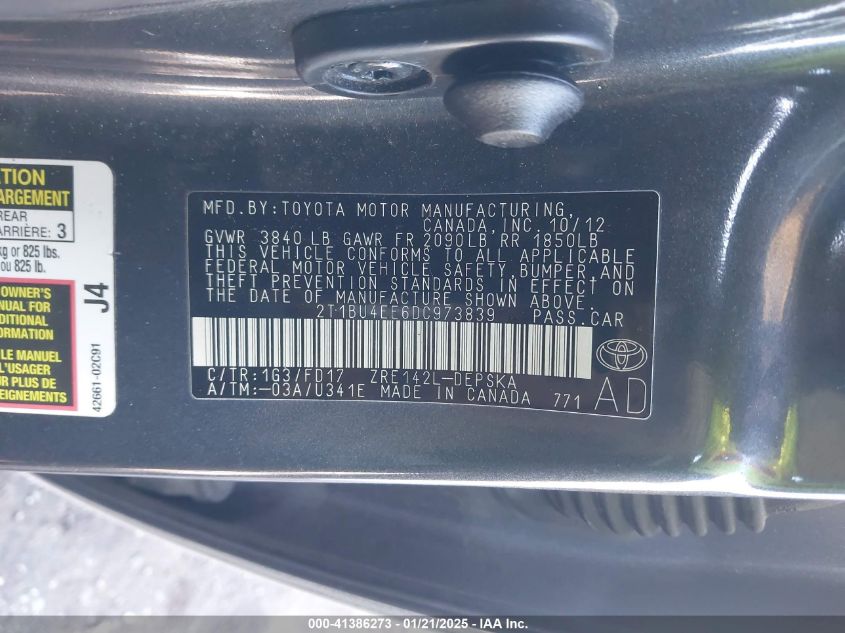 TION
ARGEMENT
REAR
ARRIÈRE: 3
kg or 825 lbs.
ou 825 lb.
OWNER'S
NUAL FOR
DITIONAL
ORMATION
LE MANUEL
L'USAGER
R PLUS DE
EIGNEMENTS
J4
42661-02C91
MFD. BY: TOYOTA MOTOR MANUFACTURING,
CANADA, INC. 10/12
GVWR 3840 LB GAWR FR 2090LB RR 1850LB
THIS VEHICLE CONFORMS TO ALL APPLICABLE
FEDERAL MOTOR VEHICLE SAFETY, BUMPER, AND
THEFT PREVENTION STANDARDS IN EFFECT ON
THE DATE OF MANUFACTURE SHOWN ABOVE.
2T1BU4EE6DC973839 PASS. CAR
C/TR: 1G3/FD17 ZRE142L-DEPSKA
A/TM: -03A/U341E MADE IN CANADA 771
AD
000-41386273 - 01/21/2025 - IAA Inc.